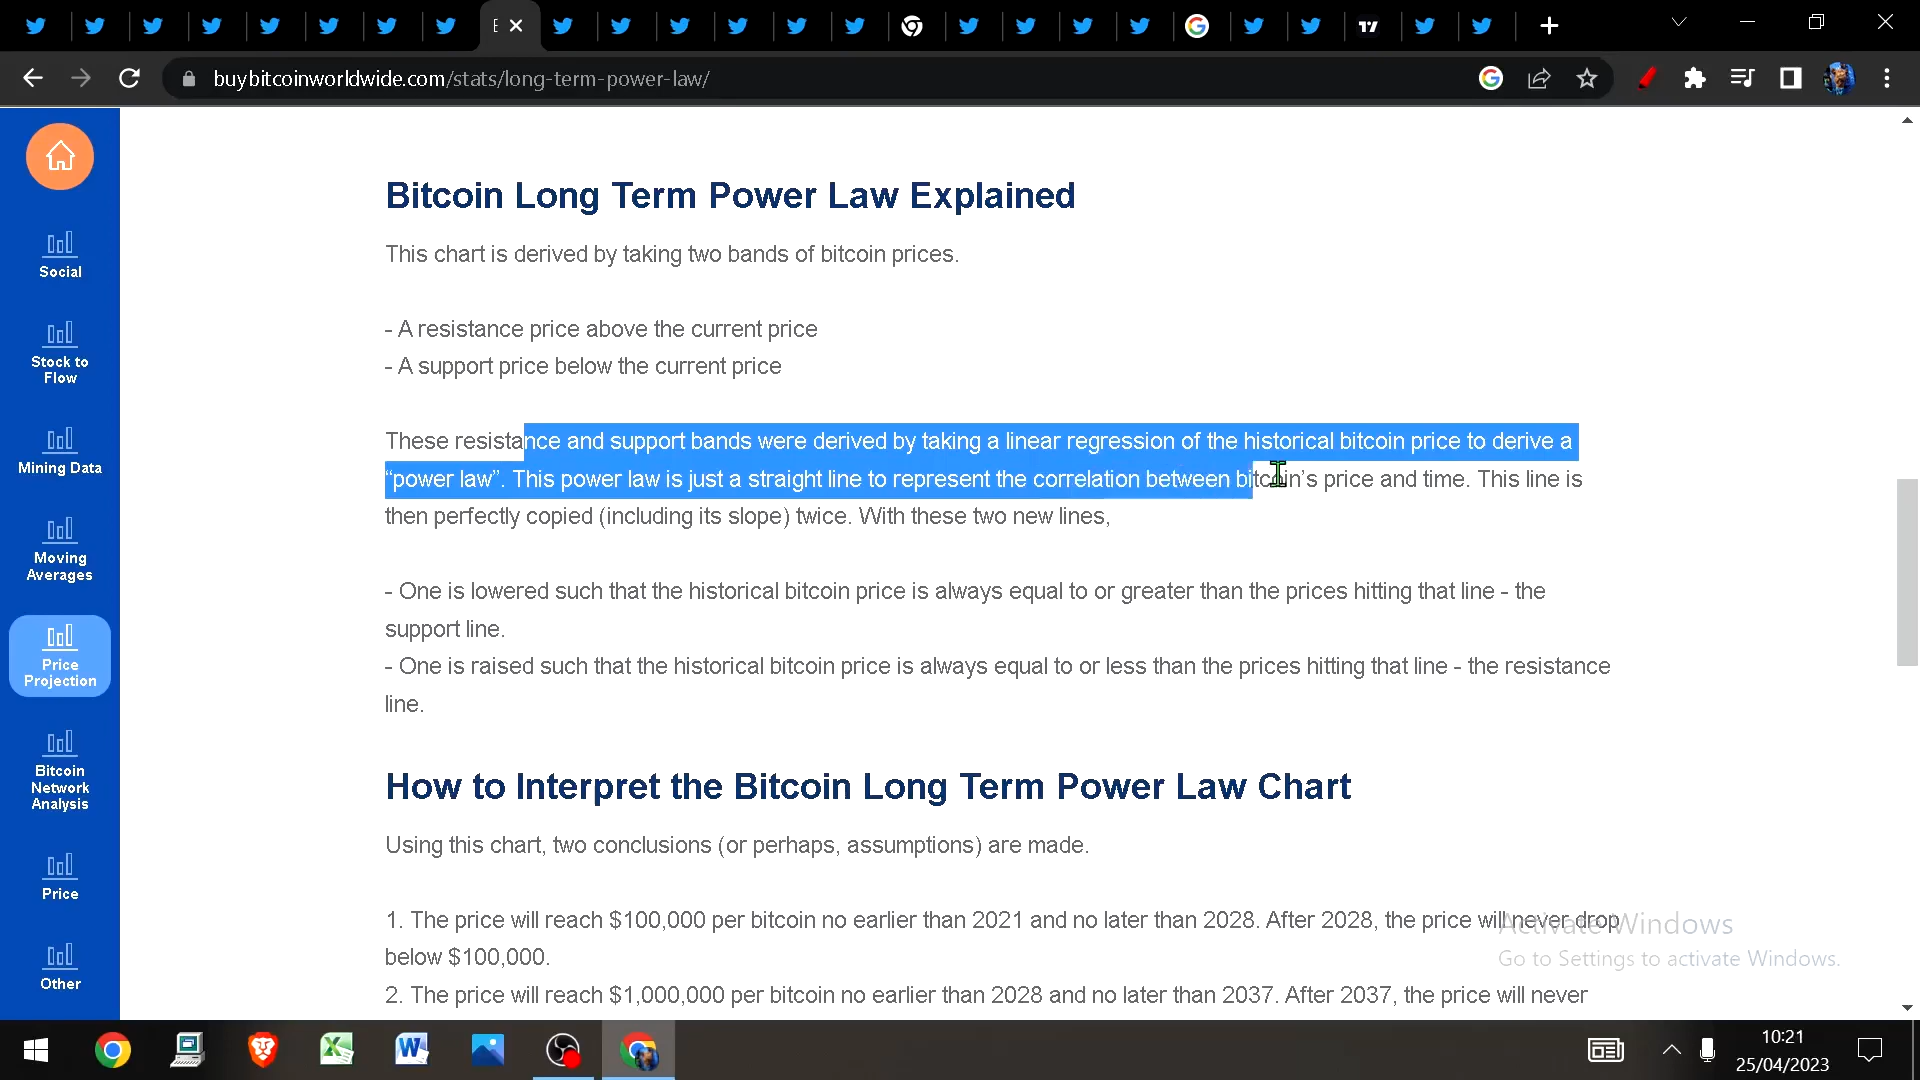 buybitcoinworldwide.com/stats/long-term-power-law/
Social
Stock to
Flow
Mining Data
Moving
Averages
Price
Projection
Bitcoin
Network
Analysis
Price
Other
Bitcoin Long Term Power Law Explained
This chart is derived by taking two bands of bitcoin prices.
- A resistance price above the current price
- A support price below the current price
These resistance and support bands were derived by taking a linear regression of the historical bitcoin price to derive a
“power law”. This power law is just a straight line to represent the correlation between bitcoin’s price and time. This line is
then perfectly copied (including its slope) twice. With these two new lines,
- One is lowered such that the historical bitcoin price is always equal to or greater than the prices hitting that line - the
support line.
- One is raised such that the historical bitcoin price is always equal to or less than the prices hitting that line - the resistance
line.
How to Interpret the Bitcoin Long Term Power Law Chart
Using this chart, two conclusions (or perhaps, assumptions) are made.
1. The price will reach $100,000 per bitcoin no earlier than 2021 and no later than 2028. After 2028, the price will never drop
below $100,000.
2. The price will reach $1,000,000 per bitcoin no earlier than 2028 and no later than 2037. After 2037, the price will never
Activate Windows
Go to Settings to activate Windows.
10:21
25/04/2023